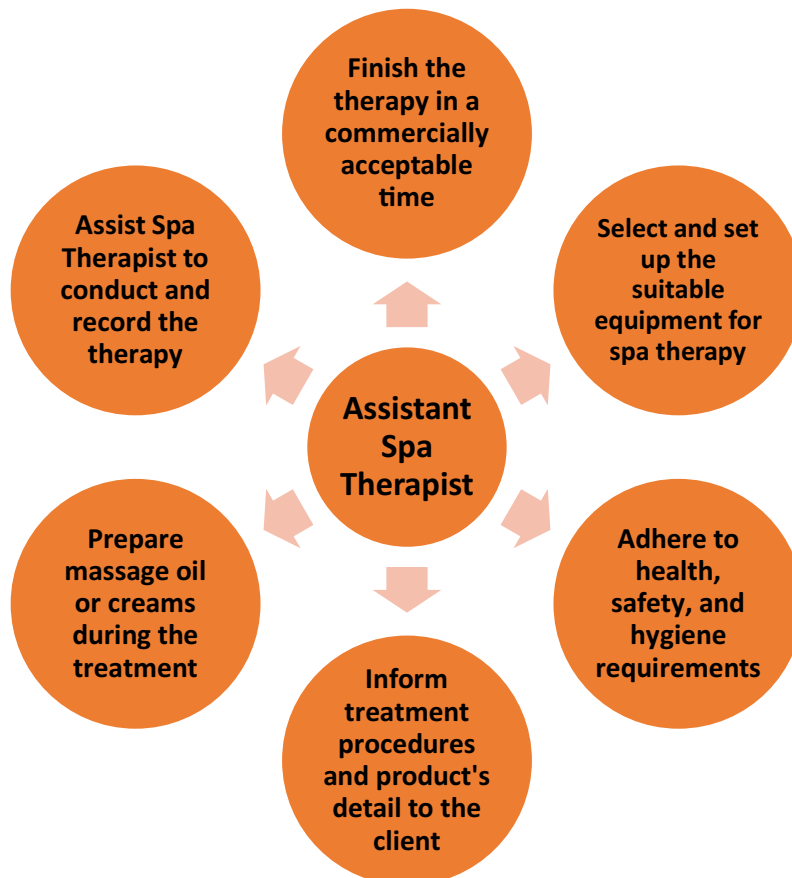 Finish the
therapy in a
commercially
acceptable
time
Assist Spa
Therapist to
conduct and
record the
therapy
Select and set
up the
suitable
equipment for
spa therapy
Assistant
Spa
Therapist
Prepare
massage oil
or creams
during the
treatment
Adhere to
health,
safety, and
hygiene
requirements
Inform
treatment
procedures
and product's
detail to the
client